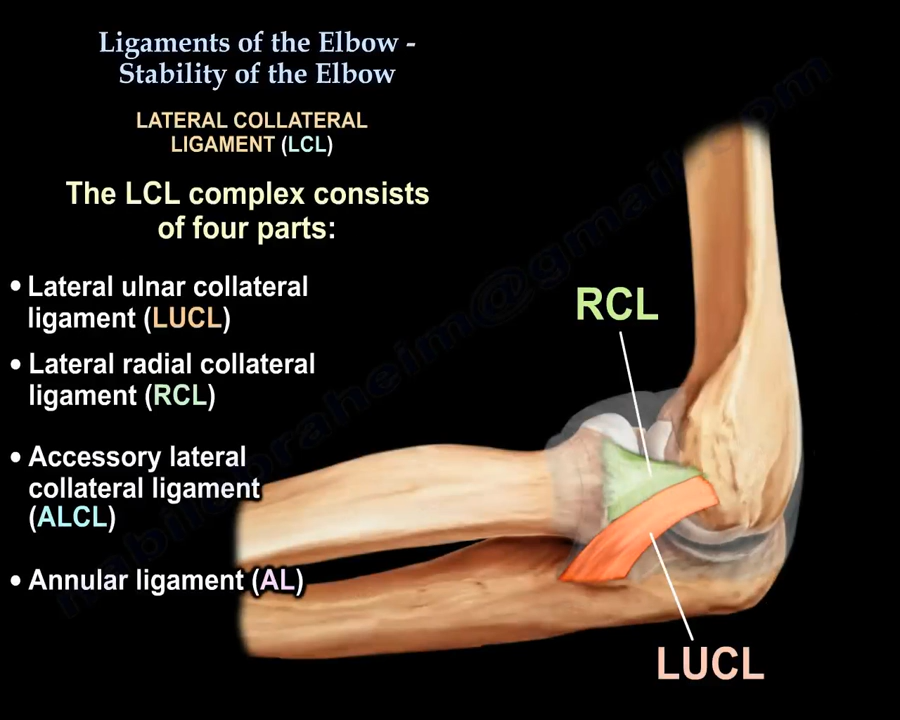 Ligaments of the Elbow -
Stability of the Elbow
LATERAL COLLATERAL
LIGAMENT (LCL)
The LCL complex consists
of four parts:
• Lateral ulnar collateral
ligament (LUCL)
• Lateral radial collateral
ligament (RCL)
• Accessory lateral
collateral ligament
(ALCL)
• Annular ligament (AL)
RCL
LUCL